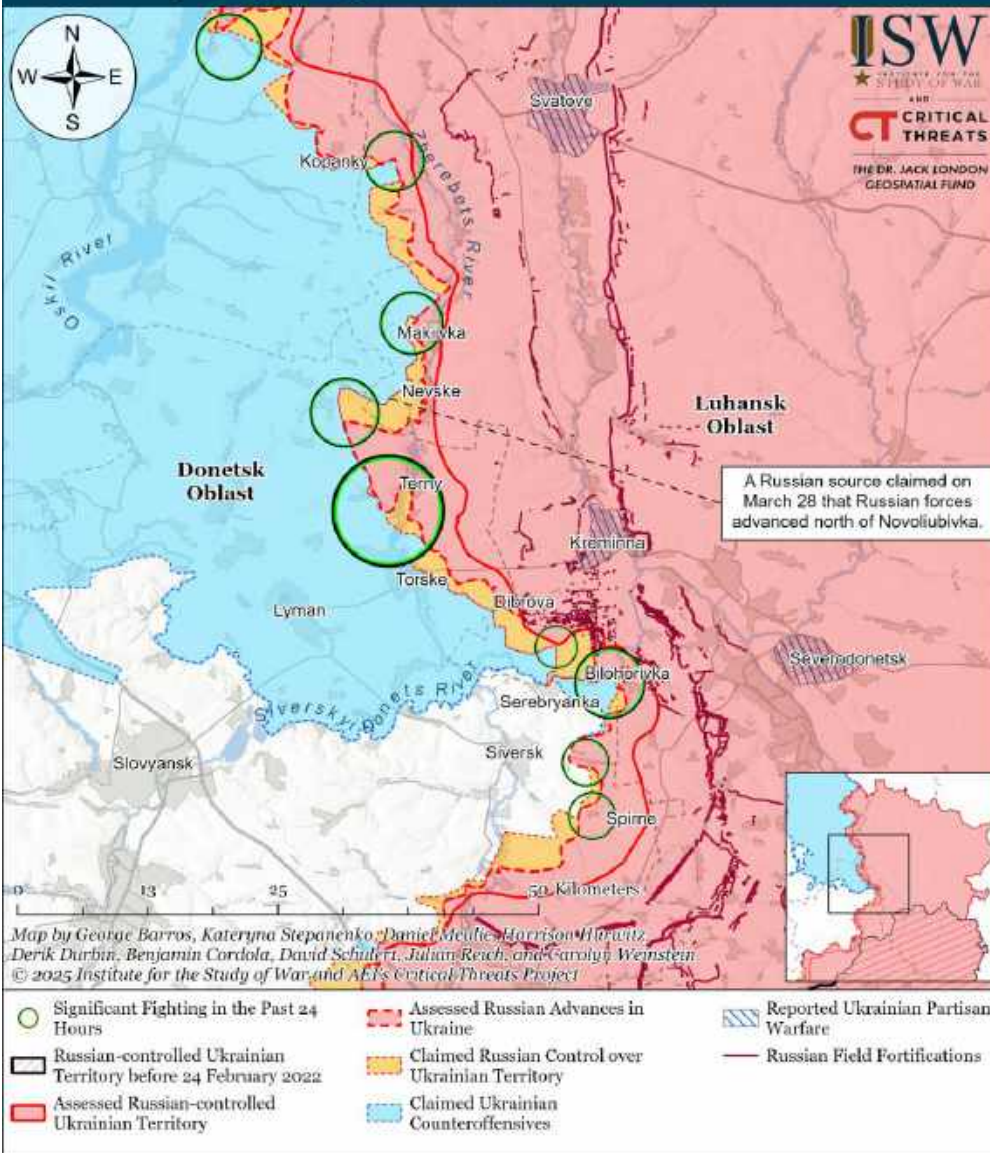 N
W E
S
ISW
INSTITUTE FOR THE
STUDY OF WAR
AND
CT CRITICAL
THREATS
THE DR. JACK LONDON
GEOSPATIAL FUND
Svatove
Kopanky
Zherebets River
Oskil River
Makiivka
Nevske
Luhansk
Oblast
Donetsk
Oblast
A Russian source claimed on
March 28 that Russian forces
advanced north of Novoliubivka.
Terny
Kreminna
Torske
Dibrova
Lyman
Severodonetsk
Bilohorivka
Serebryanka
Siverskyi Donets River
Siversk
Slovyansk
Spirne
0 13 25 50 Kilometers
Map by George Barros, Kateryna Stepanenko, Daniel Mealie, Harrison Hurwitz,
Derik Durbin, Benjamin Cordola, David Schulert, Julian Reich, and Carolyn Weinstein
© 2025 Institute for the Study of War and AEI's Critical Threats Project
Significant Fighting in the Past 24
Hours
Russian-controlled Ukrainian
Territory before 24 February 2022
Assessed Russian-controlled
Ukrainian Territory
Assessed Russian Advances in
Ukraine
Claimed Russian Control over
Ukrainian Territory
Claimed Ukrainian
Counteroffensives
Reported Ukrainian Partisan
Warfare
Russian Field Fortifications